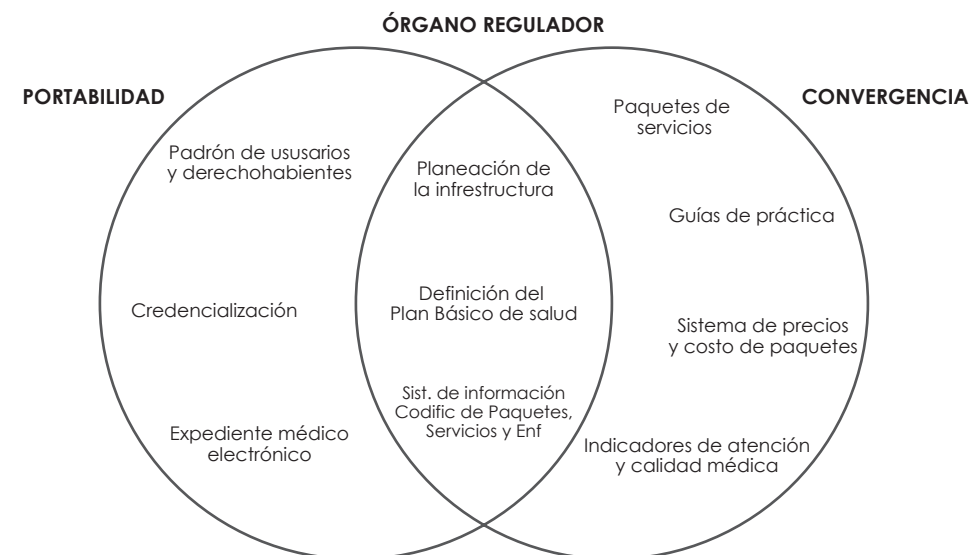 ÓRGANO REGULADOR
PORTABILIDAD
CONVERGENCIA
Padrón de ususarios
y derechohabientes
Credencialización
Expediente médico
electrónico
Planeación de
la infrestructura
Definición del
Plan Básico de salud
Sist. de información
Codific de Paquetes,
Servicios y Enf
Paquetes de
servicios
Guías de práctica
Sistema de precios
y costo de paquetes
Indicadores de atención
y calidad médica